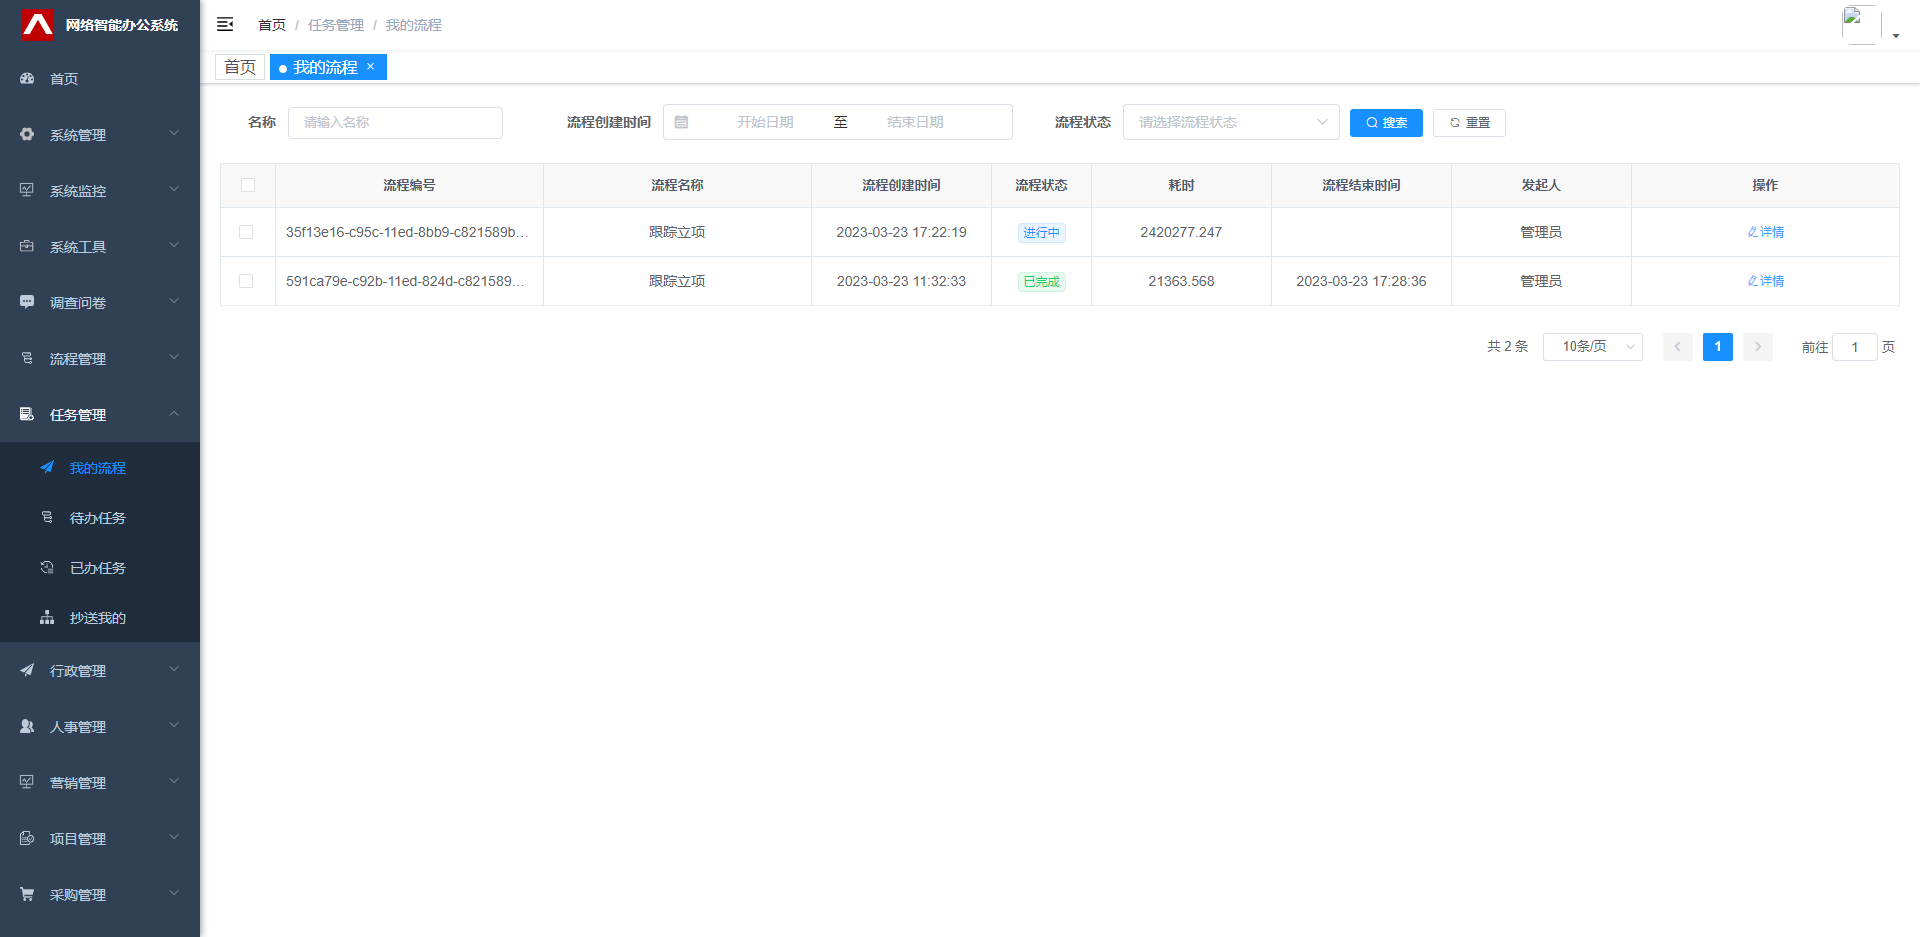 网络智能办公系统
首页 / 任务管理 / 我的流程
首页
我的流程 ×
首页
系统管理
系统监控
系统工具
调查问卷
流程管理
任务管理
我的流程
待办任务
已办任务
抄送我的
行政管理
人事管理
营销管理
项目管理
采购管理
名称 请输入名称 流程创建时间 开始日期 至 结束日期 流程状态 请选择流程状态 搜索 重置
流程编号 流程名称 流程创建时间 流程状态 耗时 流程结束时间 发起人 操作
35f13e16-c95c-11ed-8bb9-c821589b... 跟踪立项 2023-03-23 17:22:19 进行中 2420277.247 管理员 详情
591ca79e-c92b-11ed-824d-c821589... 跟踪立项 2023-03-23 11:32:33 已完成 21363.568 2023-03-23 17:28:36 管理员 详情
共 2 条 10条/页 1 前往 1 页